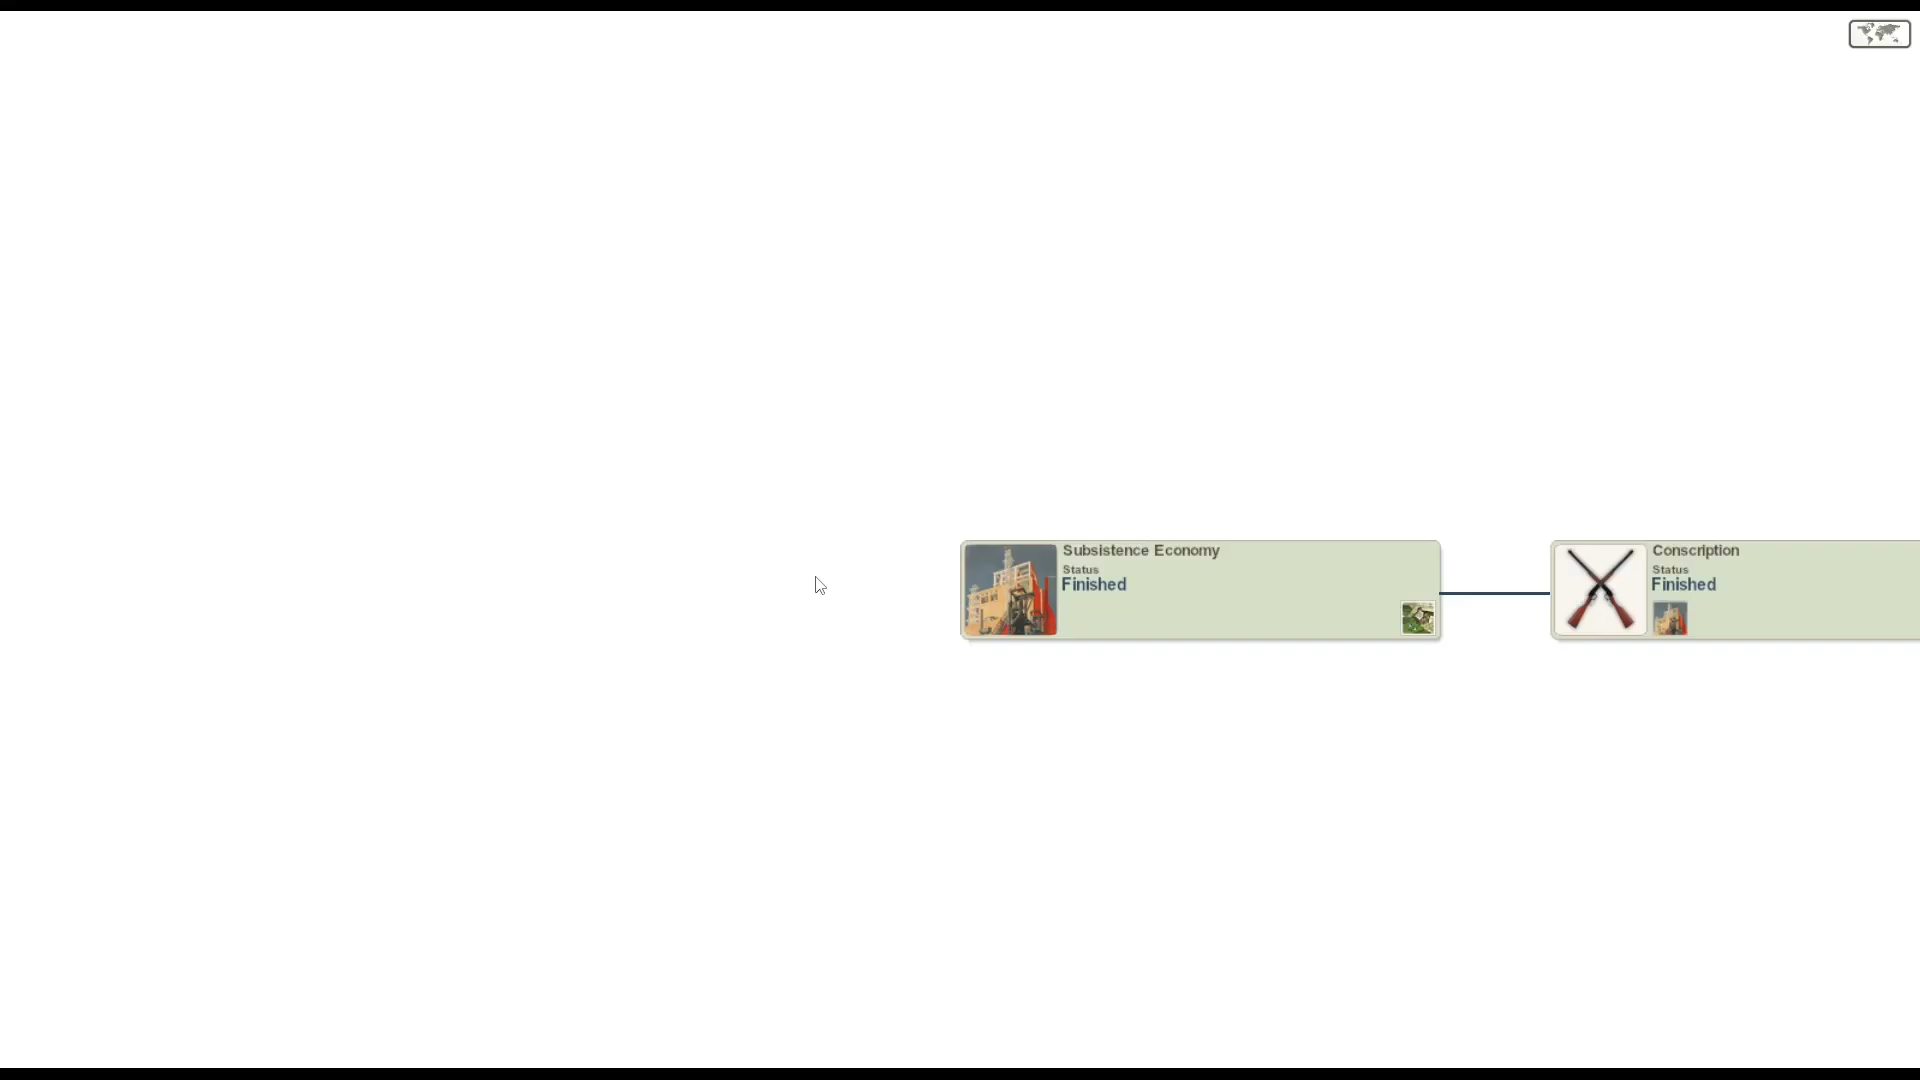 Subsistence Economy
Status
Finished
Conscription
Status
Finished